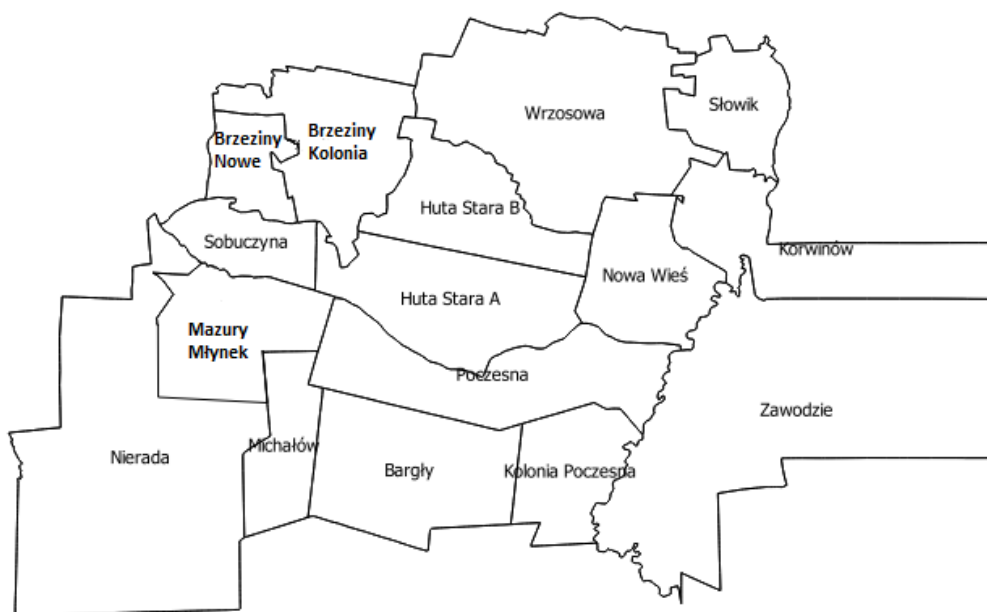 Słowik
Wrzosowa
Brzeziny
Nowe
Brzeziny
Kolonia
Huta Stara B
Sobuczyna
Korwinów
Nowa Wieś
Huta Stara A
Mazury
Młynek
Poczesna
Zawodzie
Michałów
Nierada
Bargły
Kolonia Poczesna